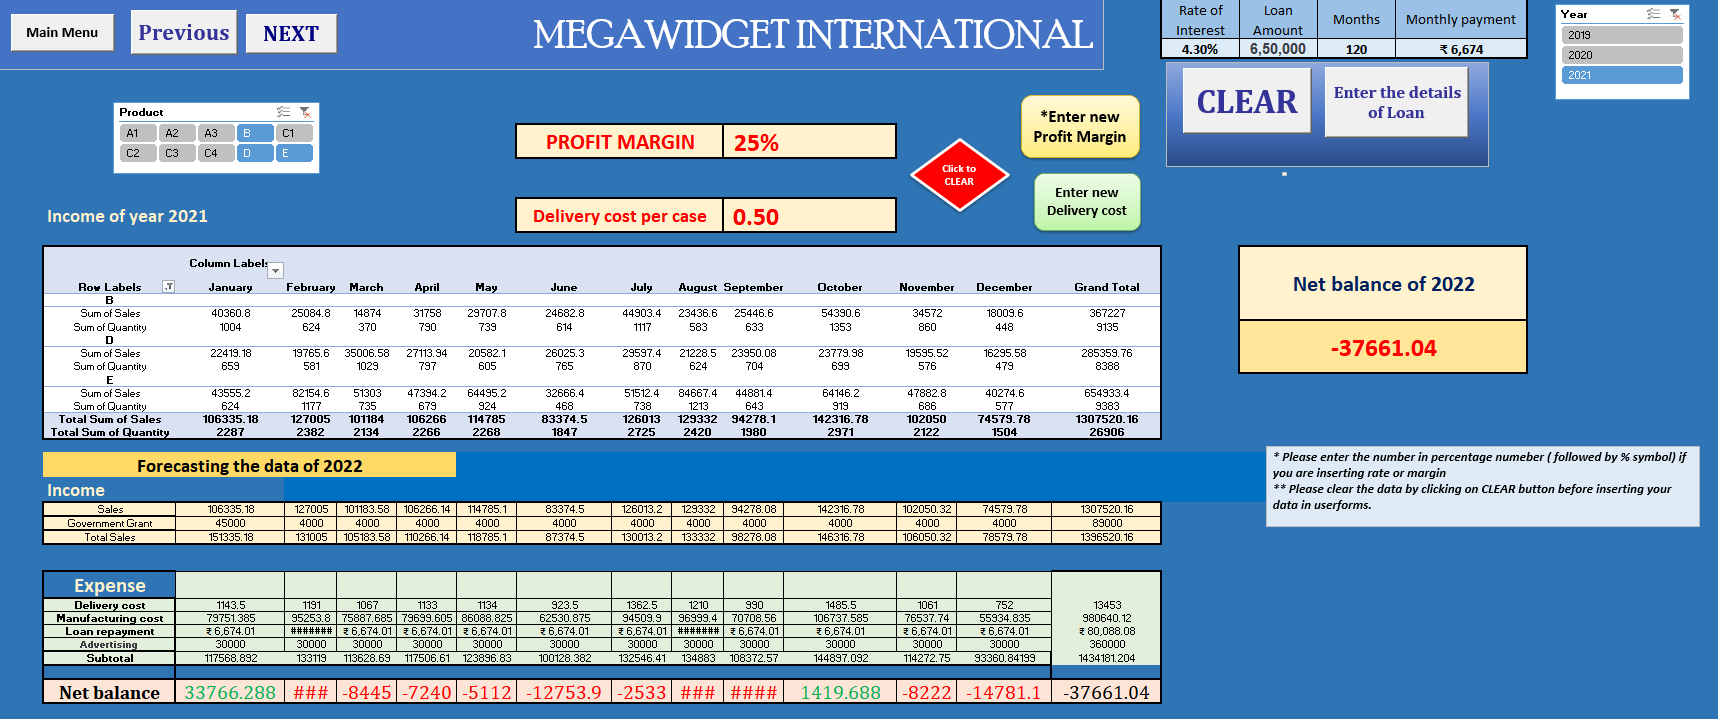 Main Menu
Previous
NEXT
MEGAWIDGET INTERNATIONAL
Rate of Interest Loan Amount Months Monthly payment
4.30% 6,50,000 120 ₹ 6,674
CLEAR
Enter the details of Loan
Year
2019
2020
2021
Product
A1 A2 A3 B C1
C2 C3 C4 D E
PROFIT MARGIN 25%
Delivery cost per case 0.50
Click to CLEAR
*Enter new Profit Margin
Enter new Delivery cost
Income of year 2021
Column Labels
Row Labels January February March April May June July August September October November December Grand Total
B
Sum of Sales 40360.8 25084.8 14874 31758 29707.8 24682.8 44903.4 23436.6 25446.6 54390.6 34572 18009.6 367227
Sum of Quantity 1004 624 370 790 739 614 1117 583 633 1353 860 448 9135
D
Sum of Sales 22419.18 19765.6 35006.58 27113.94 20582.1 26025.3 29597.4 21228.5 23950.08 23779.98 19595.52 16295.58 285359.76
Sum of Quantity 659 581 1029 797 605 765 870 624 704 699 576 479 8388
E
Sum of Sales 43555.2 82154.6 51303 47394.2 64495.2 32666.4 51512.4 84667.4 44881.4 64146.2 47882.8 40274.6 654933.4
Sum of Quantity 624 1177 735 679 924 468 738 1213 643 919 686 577 9383
Total Sum of Sales 106335.18 127005 101184 106266 114785 83374.5 126013 129332 94278.1 142316.78 102050 74579.78 1307520.16
Total Sum of Quantity 2287 2382 2134 2266 2268 1847 2725 2420 1980 2971 2122 1504 26906
Net balance of 2022
-37661.04
Forecasting the data of 2022
Income
Sales 106335.18 127005 101183.58 106266.14 114785.1 83374.5 126013.2 129332 94278.08 142316.78 102050.32 74579.78 1307520.16
Government Grant 45000 4000 4000 4000 4000 4000 4000 4000 4000 4000 4000 4000 89000
Total Sales 151335.18 131005 105183.58 110266.14 118785.1 87374.5 130013.2 133332 98278.08 146316.78 106050.32 78579.78 1396520.16
* Please enter the number in percentage numeber ( followed by % symbol) if
you are inserting rate or margin
** Please clear the data by clicking on CLEAR button before inserting your
data in userforms.
Expense
Delivery cost 1143.5 1191 1067 1133 1134 923.5 1362.5 1210 990 1485.5 1061 752 13453
Manufacturing cost 79751.385 95253.8 75887.685 79699.605 86088.825 62530.875 94509.9 96999.4 70708.56 106737.585 76537.74 55934.835 980640.12
Loan repayment ₹ 6,674.01 ####### ₹ 6,674.01 ₹ 6,674.01 ₹ 6,674.01 ₹ 6,674.01 ₹ 6,674.01 ####### ₹ 6,674.01 ₹ 6,674.01 ₹ 6,674.01 ₹ 6,674.01 ₹ 80,088.08
Advertising 30000 30000 30000 30000 30000 30000 30000 30000 30000 30000 30000 30000 360000
Subtotal 117568.892 133119 113628.69 117506.61 123896.83 100128.382 132546.41 134883 108372.57 144897.092 114272.75 93360.84199 1434181.204
Net balance 33766.288 ### -8445 -7240 -5112 -12753.9 -2533 ### #### 1419.688 -8222 -14781.1 -37661.04